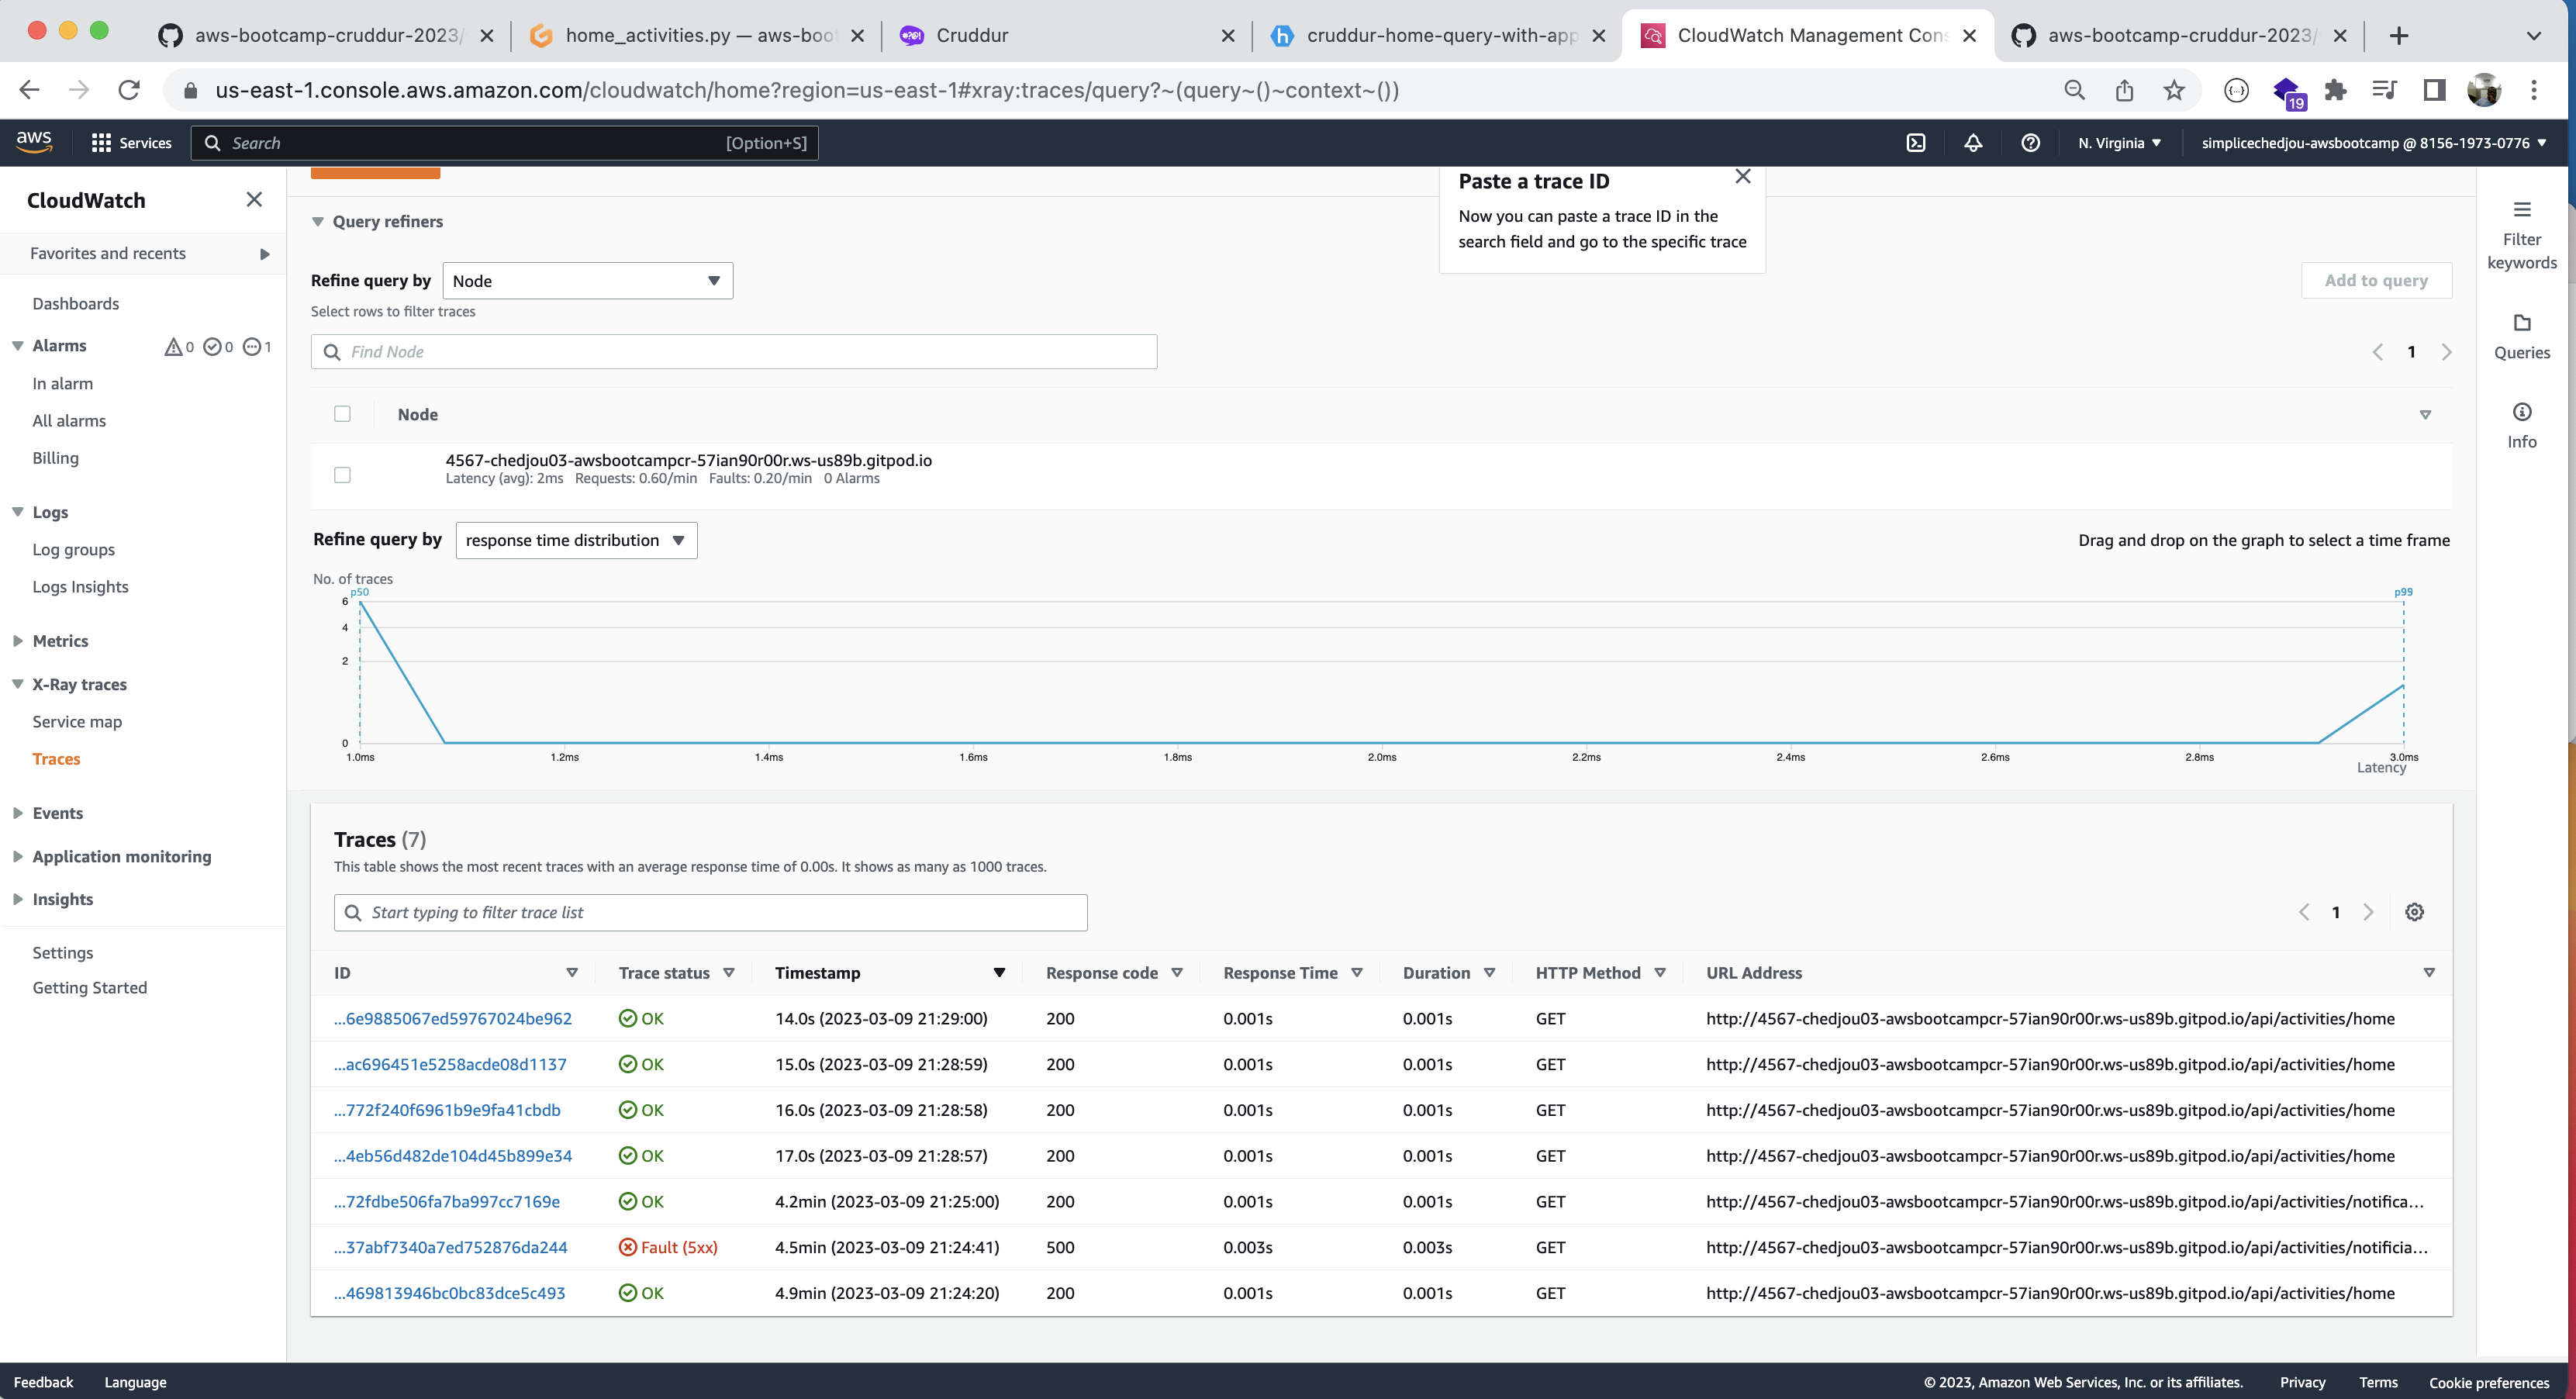 aws-bootcamp-cruddur-2023/
home_activities.py — aws-boo
Cruddur
cruddur-home-query-with-app
CloudWatch Management Cons
aws-bootcamp-cruddur-2023/
us-east-1.console.aws.amazon.com/cloudwatch/home?region=us-east-1#xray:traces/query?~(query~()~context~())
19
aws
Services
Search
[Option+S]
N. Virginia
simplicechedjou-awsbootcamp @ 8156-1973-0776
CloudWatch
Favorites and recents
Dashboards
Alarms 0 0 1
In alarm
All alarms
Billing
Logs
Log groups
Logs Insights
Metrics
X-Ray traces
Service map
Traces
Events
Application monitoring
Insights
Settings
Getting Started
Query refiners
Paste a trace ID
Now you can paste a trace ID in the
search field and go to the specific trace
Filter
keywords
Queries
Info
Refine query by Node
Add to query
Select rows to filter traces
Find Node
1
Node
4567-chedjou03-awsbootcampcr-57ian90r00r.ws-us89b.gitpod.io
Latency (avg): 2ms Requests: 0.60/min Faults: 0.20/min 0 Alarms
Refine query by response time distribution
Drag and drop on the graph to select a time frame
No. of traces
p50 p99
6
4
2
0
1.0ms 1.2ms 1.4ms 1.6ms 1.8ms 2.0ms 2.2ms 2.4ms 2.6ms 2.8ms 3.0ms
Latency
Traces (7)
This table shows the most recent traces with an average response time of 0.00s. It shows as many as 1000 traces.
Start typing to filter trace list
1
ID Trace status Timestamp Response code Response Time Duration HTTP Method URL Address
...6e9885067ed59767024be962 OK 14.0s (2023-03-09 21:29:00) 200 0.001s 0.001s GET http://4567-chedjou03-awsbootcampcr-57ian90r00r.ws-us89b.gitpod.io/api/activities/home
...ac696451e5258acde08d1137 OK 15.0s (2023-03-09 21:28:59) 200 0.001s 0.001s GET http://4567-chedjou03-awsbootcampcr-57ian90r00r.ws-us89b.gitpod.io/api/activities/home
...772f240f6961b9e9fa41cbdb OK 16.0s (2023-03-09 21:28:58) 200 0.001s 0.001s GET http://4567-chedjou03-awsbootcampcr-57ian90r00r.ws-us89b.gitpod.io/api/activities/home
...4eb56d482de104d45b899e34 OK 17.0s (2023-03-09 21:28:57) 200 0.001s 0.001s GET http://4567-chedjou03-awsbootcampcr-57ian90r00r.ws-us89b.gitpod.io/api/activities/home
...72fdbe506fa7ba997cc7169e OK 4.2min (2023-03-09 21:25:00) 200 0.001s 0.001s GET http://4567-chedjou03-awsbootcampcr-57ian90r00r.ws-us89b.gitpod.io/api/activities/notifica...
...37abf7340a7ed752876da244 Fault (5xx) 4.5min (2023-03-09 21:24:41) 500 0.003s 0.003s GET http://4567-chedjou03-awsbootcampcr-57ian90r00r.ws-us89b.gitpod.io/api/activities/notificia...
...469813946bc0bc83dce5c493 OK 4.9min (2023-03-09 21:24:20) 200 0.001s 0.001s GET http://4567-chedjou03-awsbootcampcr-57ian90r00r.ws-us89b.gitpod.io/api/activities/home
Feedback Language © 2023, Amazon Web Services, Inc. or its affiliates. Privacy Terms Cookie preferences